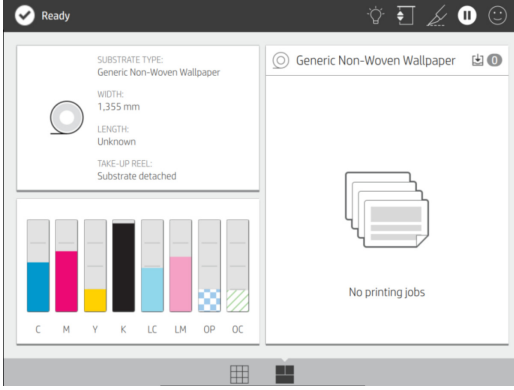 Ready
SUBSTRATE TYPE:
Generic Non-Woven Wallpaper
WIDTH:
1,355 mm
LENGTH:
Unknown
TAKE-UP REEL:
Substrate detached
C M Y K LC LM OP OC
Generic Non-Woven Wallpaper 0
No printing jobs